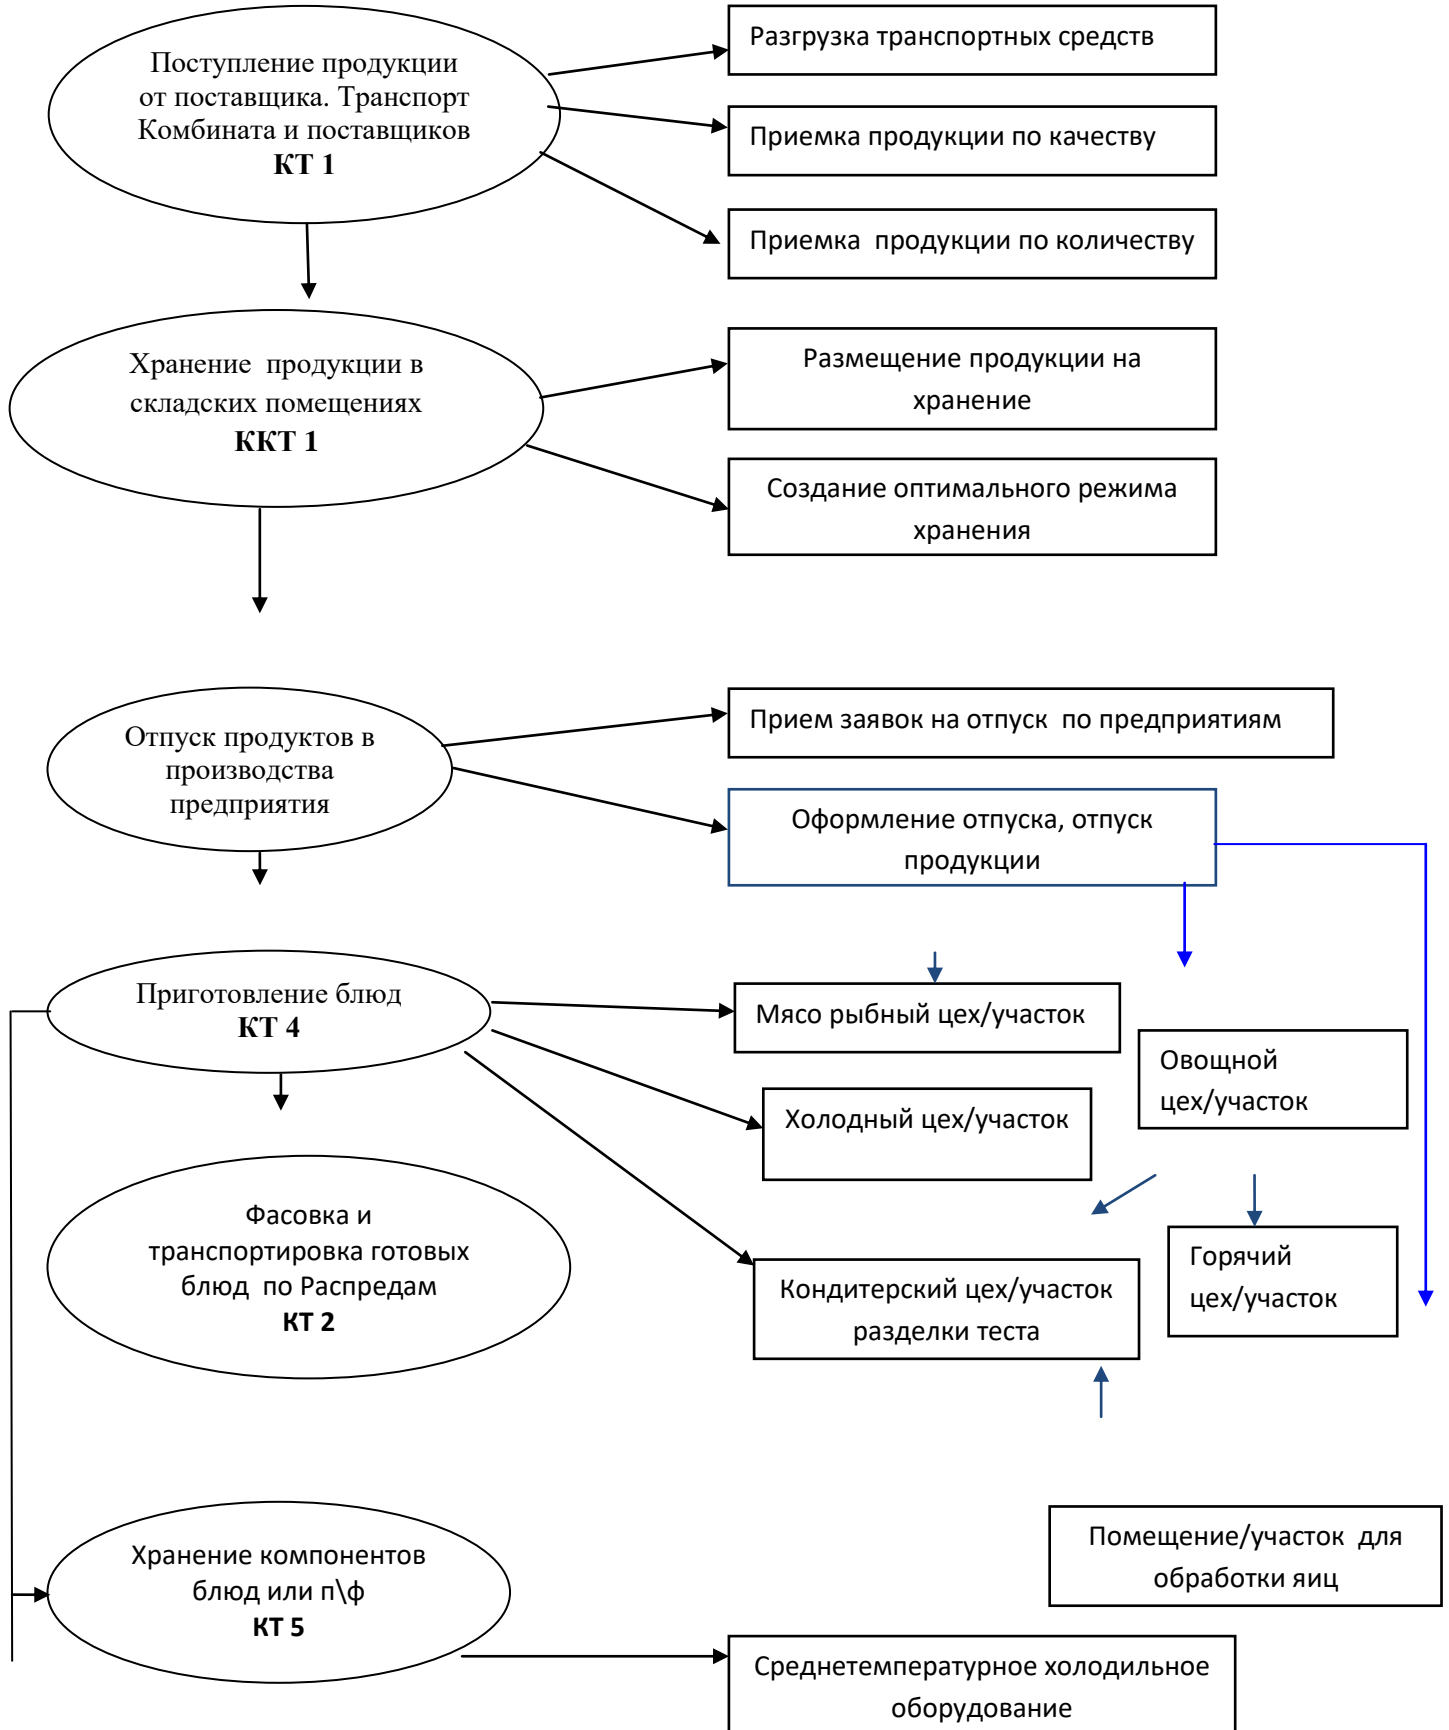 Поступление продукции
от поставщика. Транспорт
Комбината и поставщиков
КТ 1
Разгрузка транспортных средств
Приемка продукции по качеству
Приемка  продукции по количеству
Хранение  продукции в
складских помещениях
ККТ 1
Размещение продукции на
хранение
Создание оптимального режима
хранения
Отпуск продуктов в
производства
предприятия
Прием заявок на отпуск  по предприятиям
Оформление отпуска, отпуск
продукции
Приготовление блюд
КТ 4
Мясо рыбный цех/участок
Овощной
цех/участок
Холодный цех/участок
Фасовка и
транспортировка готовых
блюд  по Распредам
КТ 2
Горячий
цех/участок
Кондитерский цех/участок
разделки теста
Хранение компонентов
блюд или п\ф
КТ 5
Помещение/участок  для
обработки яиц
Среднетемпературное холодильное
оборудование